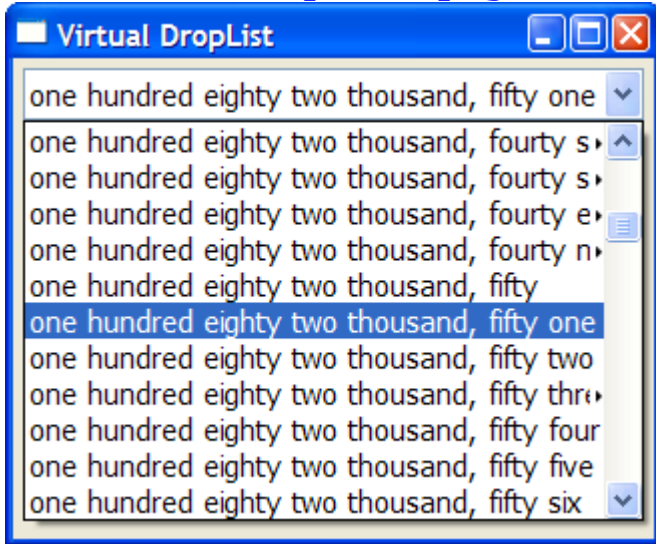 Virtual DropList
one hundred eighty two thousand, fifty one
one hundred eighty two thousand, fourty s
one hundred eighty two thousand, fourty s
one hundred eighty two thousand, fourty e
one hundred eighty two thousand, fourty n
one hundred eighty two thousand, fifty
one hundred eighty two thousand, fifty one
one hundred eighty two thousand, fifty two
one hundred eighty two thousand, fifty thre
one hundred eighty two thousand, fifty four
one hundred eighty two thousand, fifty five
one hundred eighty two thousand, fifty six